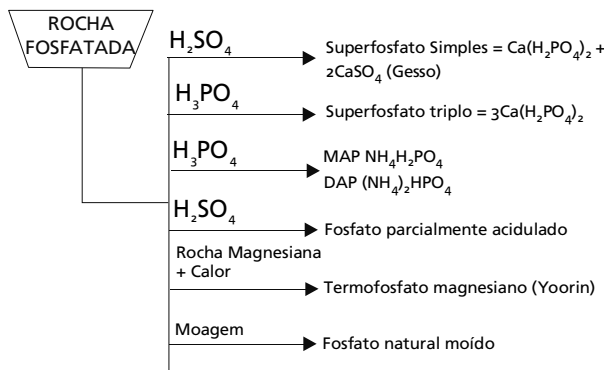 ROCHA
FOSFATADA
H₂SO₄
Superfosfato Simples = Ca(H₂PO₄)₂ +
2CaSO₄ (Gesso)
H₃PO₄
Superfosfato triplo = 3Ca(H₂PO₄)₂
H₃PO₄
MAP NH₄H₂PO₄
DAP (NH₄)₂HPO₄
H₂SO₄
Fosfato parcialmente acidulado
Rocha Magnesiana
+ Calor
Termofosfato magnesiano (Yoorin)
Moagem
Fosfato natural moído